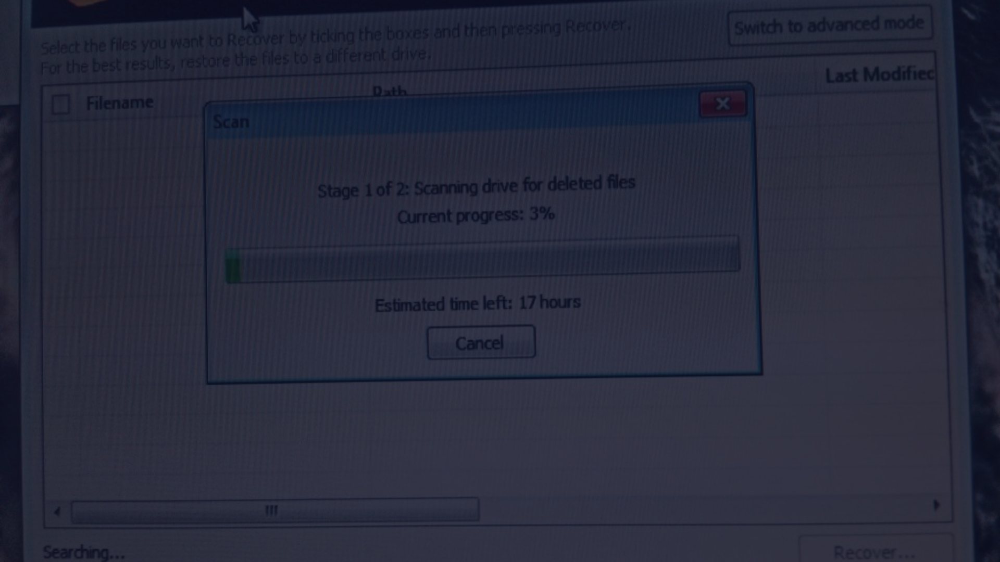 Select the files you want to Recover by ticking the boxes and then pressing Recover.
For the best results, restore the files to a different drive.
Switch to advanced mode
Filename
Path
Last Modified
Scan
Stage 1 of 2: Scanning drive for deleted files
Current progress: 3%
Estimated time left: 17 hours
Cancel
Searching...
Recover...